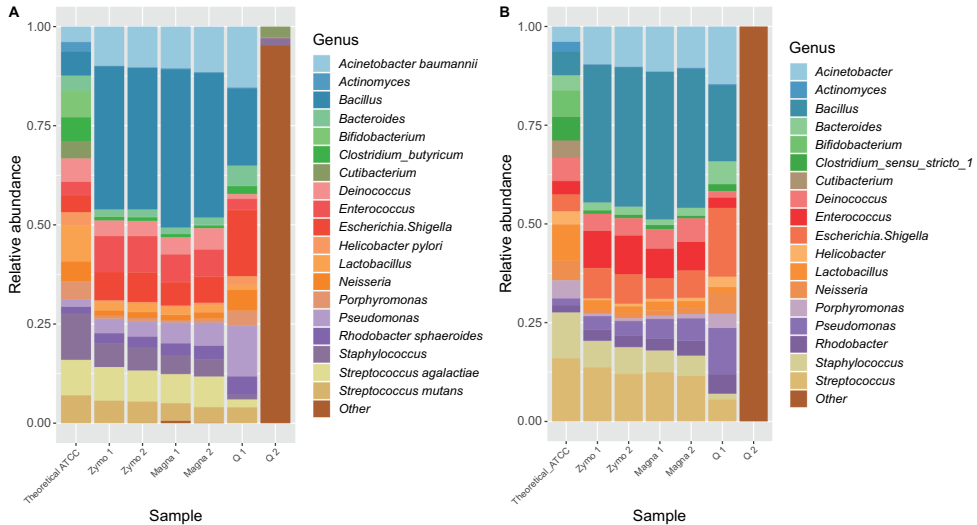 A
Relative abundance
1.00
0.75
0.50
0.25
0.00
Theoretical ATCC
Zymo 1
Zymo 2
Magna 1
Magna 2
Q 1
Q 2
Sample
Genus
Acinetobacter baumannii
Actinomyces
Bacillus
Bacteroides
Bifidobacterium
Clostridium_butyricum
Cutibacterium
Deinococcus
Enterococcus
Escherichia.Shigella
Helicobacter pylori
Lactobacillus
Neisseria
Porphyromonas
Pseudomonas
Rhodobacter sphaeroides
Staphylococcus
Streptococcus agalactiae
Streptococcus mutans
Other
B
Relative abundance
1.00
0.75
0.50
0.25
0.00
Theoretical_ATCC
Zymo 1
Zymo 2
Magna 1
Magna 2
Q 1
Q 2
Sample
Genus
Acinetobacter
Actinomyces
Bacillus
Bacteroides
Bifidobacterium
Clostridium_sensu_stricto_1
Cutibacterium
Deinococcus
Enterococcus
Escherichia.Shigella
Helicobacter
Lactobacillus
Neisseria
Porphyromonas
Pseudomonas
Rhodobacter
Staphylococcus
Streptococcus
Other